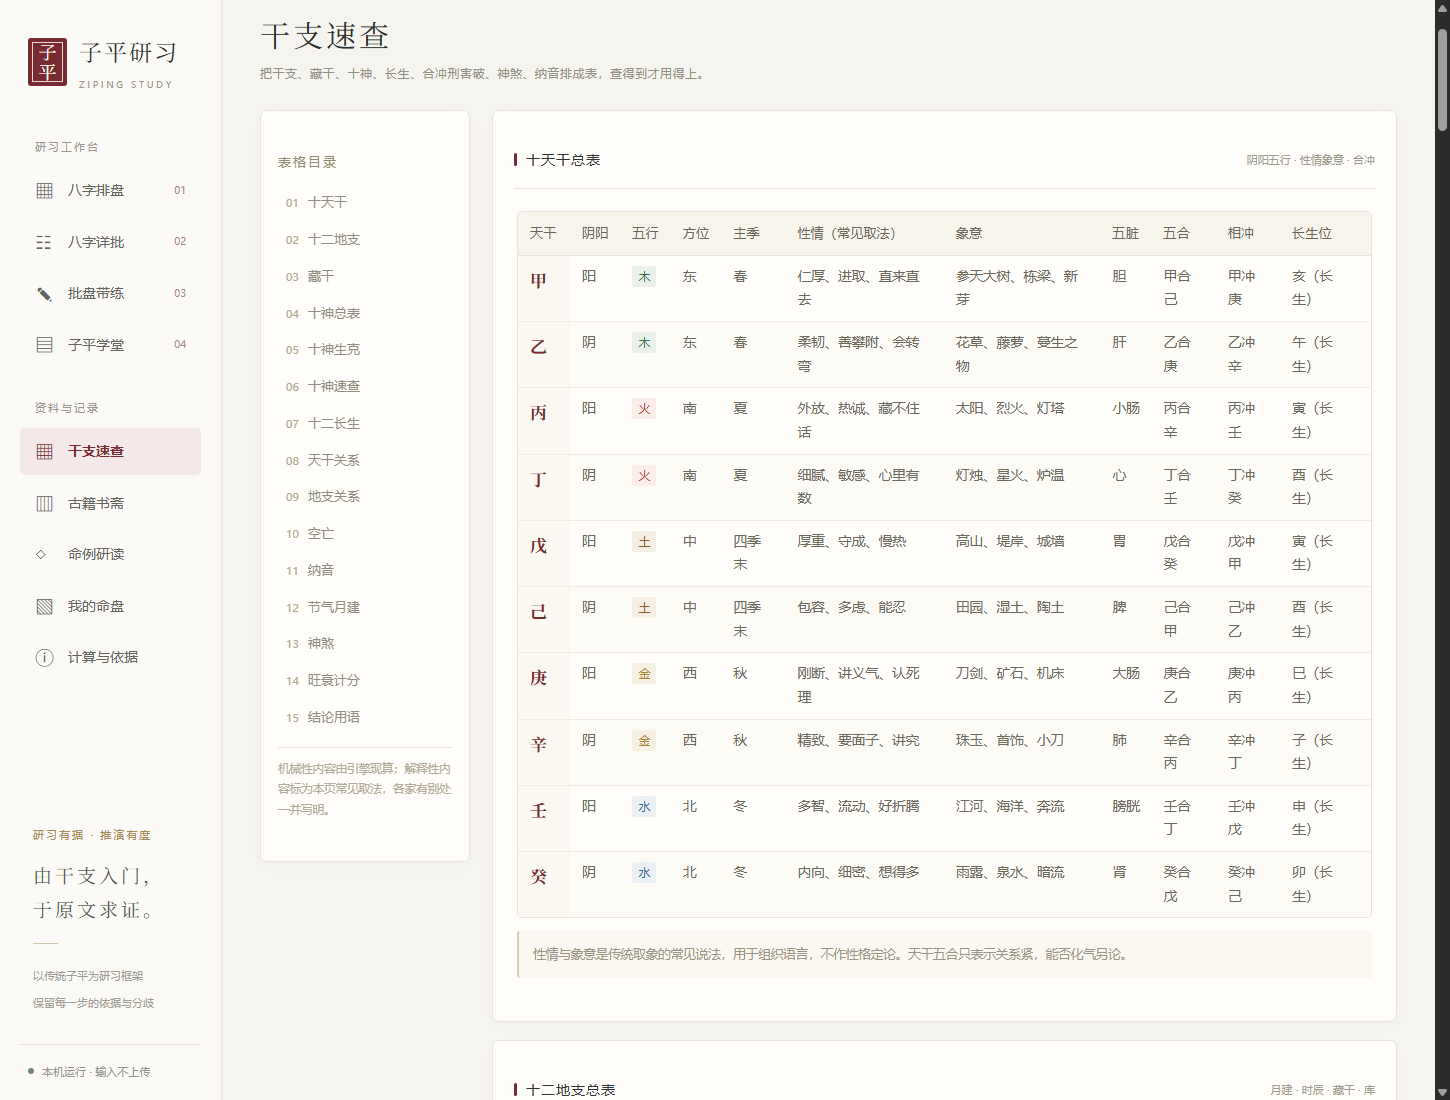 子平
子平研习
ZIPING STUDY
研习工作台
八字排盘 01
八字详批 02
批盘带练 03
子平学堂 04
资料与记录
干支速查
古籍书斋
命例研读
我的命盘
计算与依据
研习有据 · 推演有度
由干支入门，
于原文求证。
以传统子平为研习框架
保留每一步的依据与分歧
本机运行 · 输入不上传
干支速查
把干支、藏干、十神、长生、合冲刑害破、神煞、纳音排成表，查得到才用得上。
表格目录
01 十天干
02 十二地支
03 藏干
04 十神总表
05 十神生克
06 十神速查
07 十二长生
08 天干关系
09 地支关系
10 空亡
11 纳音
12 节气月建
13 神煞
14 旺衰计分
15 结论用语
机械性内容由引擎现算；解释性内
容标为本页常见取法，各家有别处
一并写明。
十天干总表 阴阳五行 · 性情象意 · 合冲
天干 阴阳 五行 方位 主季 性情（常见取法） 象意 五脏 五合 相冲 长生位
甲 阳 木 东 春 仁厚、进取、直来直 参天大树、栋梁、新 胆 甲合 甲冲 亥（长
去 芽 己 庚 生）
乙 阴 木 东 春 柔韧、善攀附、会转 花草、藤萝、蔓生之 肝 乙合 乙冲 午（长
弯 物 庚 辛 生）
丙 阳 火 南 夏 外放、热诚、藏不住 太阳、烈火、灯塔 小肠 丙合 丙冲 寅（长
话 辛 壬 生）
丁 阴 火 南 夏 细腻、敏感、心里有 灯烛、星火、炉温 心 丁合 丁冲 酉（长
数 壬 癸 生）
戊 阳 土 中 四季 厚重、守成、慢热 高山、堤岸、城墙 胃 戊合 戊冲 寅（长
末 癸 甲 生）
己 阴 土 中 四季 包容、多虑、能忍 田园、湿土、陶土 脾 己合 己冲 酉（长
末 甲 乙 生）
庚 阳 金 西 秋 刚断、讲义气、认死 刀剑、矿石、机床 大肠 庚合 庚冲 巳（长
理 乙 丙 生）
辛 阴 金 西 秋 精致、要面子、讲究 珠玉、首饰、小刀 肺 辛合 辛冲 子（长
丙 丁 生）
壬 阳 水 北 冬 多智、流动、好折腾 江河、海洋、奔流 膀胱 壬合 壬冲 申（长
丁 戊 生）
癸 阴 水 北 冬 内向、细密、想得多 雨露、泉水、暗流 肾 癸合 癸冲 卯（长
戊 己 生）
性情与象意是传统取象的常见说法，用于组织语言，不作性格定论。天干五合只表示关系紧，能否化气另论。
十二地支总表 月建 · 时辰 · 藏干 · 库